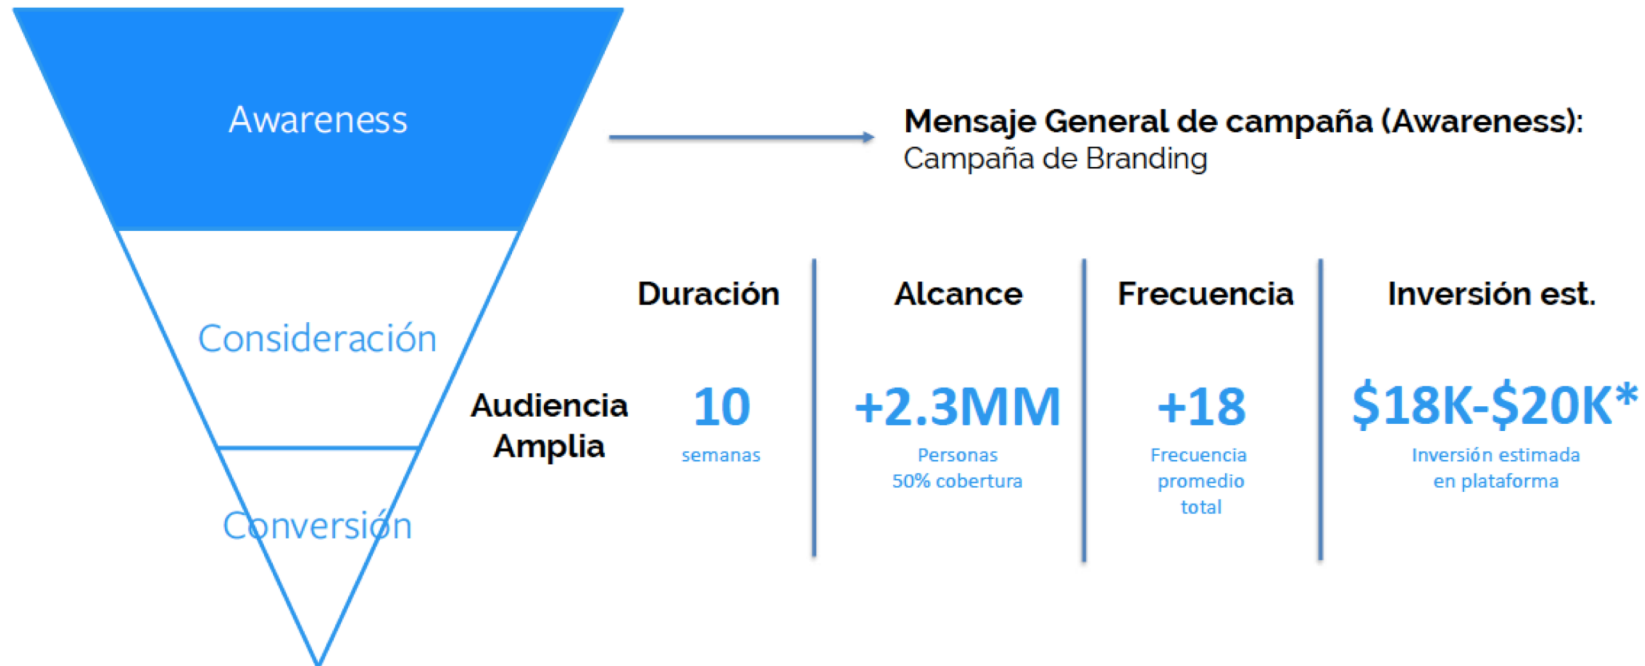 Awareness
Mensaje General de campaña (Awareness):
Campaña de Branding
Consideración
Conversión
Audiencia
Amplia
Duración
10
semanas
Alcance
+2.3MM
Personas
50% cobertura
Frecuencia
+18
Frecuencia
promedio
total
Inversión est.
$18K-$20K*
Inversión estimada
en plataforma